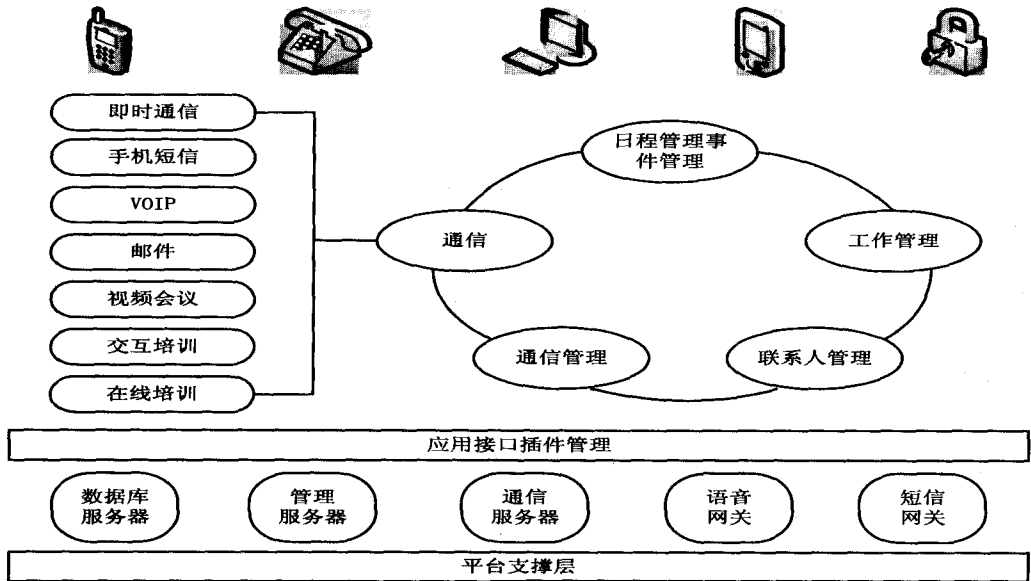 即时通信
手机短信
VOIP
邮件
视频会议
交互培训
在线培训
通信
日程管理事
件管理
工作管理
通信管理
联系人管理
应用接口插件管理
数据库
服务器
管理
服务器
通信
服务器
语音
网关
短信
网关
平台支撑层